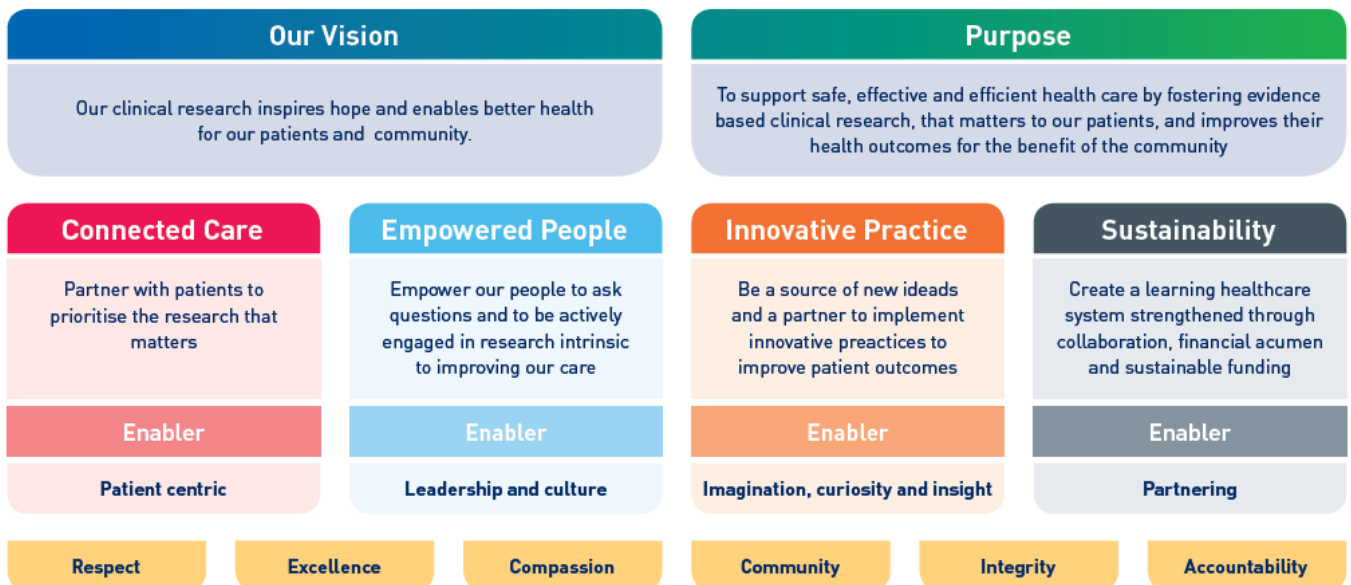 Our Vision
Our clinical research inspires hope and enables better health
for our patients and community.
Purpose
To support safe, effective and efficient health care by fostering evidence
based clinical research, that matters to our patients, and improves their
health outcomes for the benefit of the community
Connected Care
Partner with patients to
prioritise the research that
matters
Enabler
Patient centric
Empowered People
Empower our people to ask
questions and to be actively
engaged in research intrinsic
to improving our care
Enabler
Leadership and culture
Innovative Practice
Be a source of new ideads
and a partner to implement
innovative preactices to
improve patient outcomes
Enabler
Imagination, curiosity and insight
Sustainability
Create a learning healthcare
system strengthened through
collaboration, financial acumen
and sustainable funding
Enabler
Partnering
Respect
Excellence
Compassion
Community
Integrity
Accountability